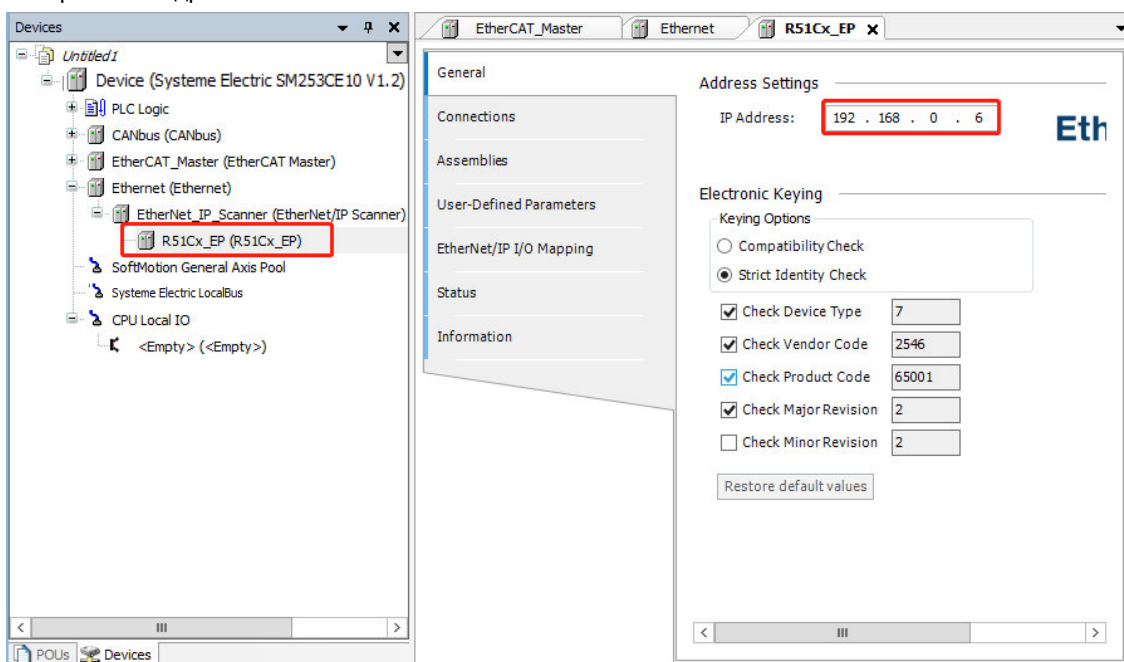 Devices
Untitled1
Device (Systeme Electric SM253CE10 V1.2)
PLC Logic
CANbus (CANbus)
EtherCAT_Master (EtherCAT Master)
Ethernet (Ethernet)
EtherNet_IP_Scanner (EtherNet/IP Scanner)
R51Cx_EP (R51Cx_EP)
SoftMotion General Axis Pool
Systeme Electric LocalBus
CPU Local IO
<Empty> (<Empty>)
POUs
Devices
EtherCAT_Master
Ethernet
R51Cx_EP
General
Connections
Assemblies
User-Defined Parameters
EtherNet/IP I/O Mapping
Status
Information
Address Settings
IP Address: 192 . 168 . 0 . 6
Eth
Electronic Keying
Keying Options
Compatibility Check
Strict Identity Check
Check Device Type 7
Check Vendor Code 2546
Check Product Code 65001
Check Major Revision 2
Check Minor Revision 2
Restore default values